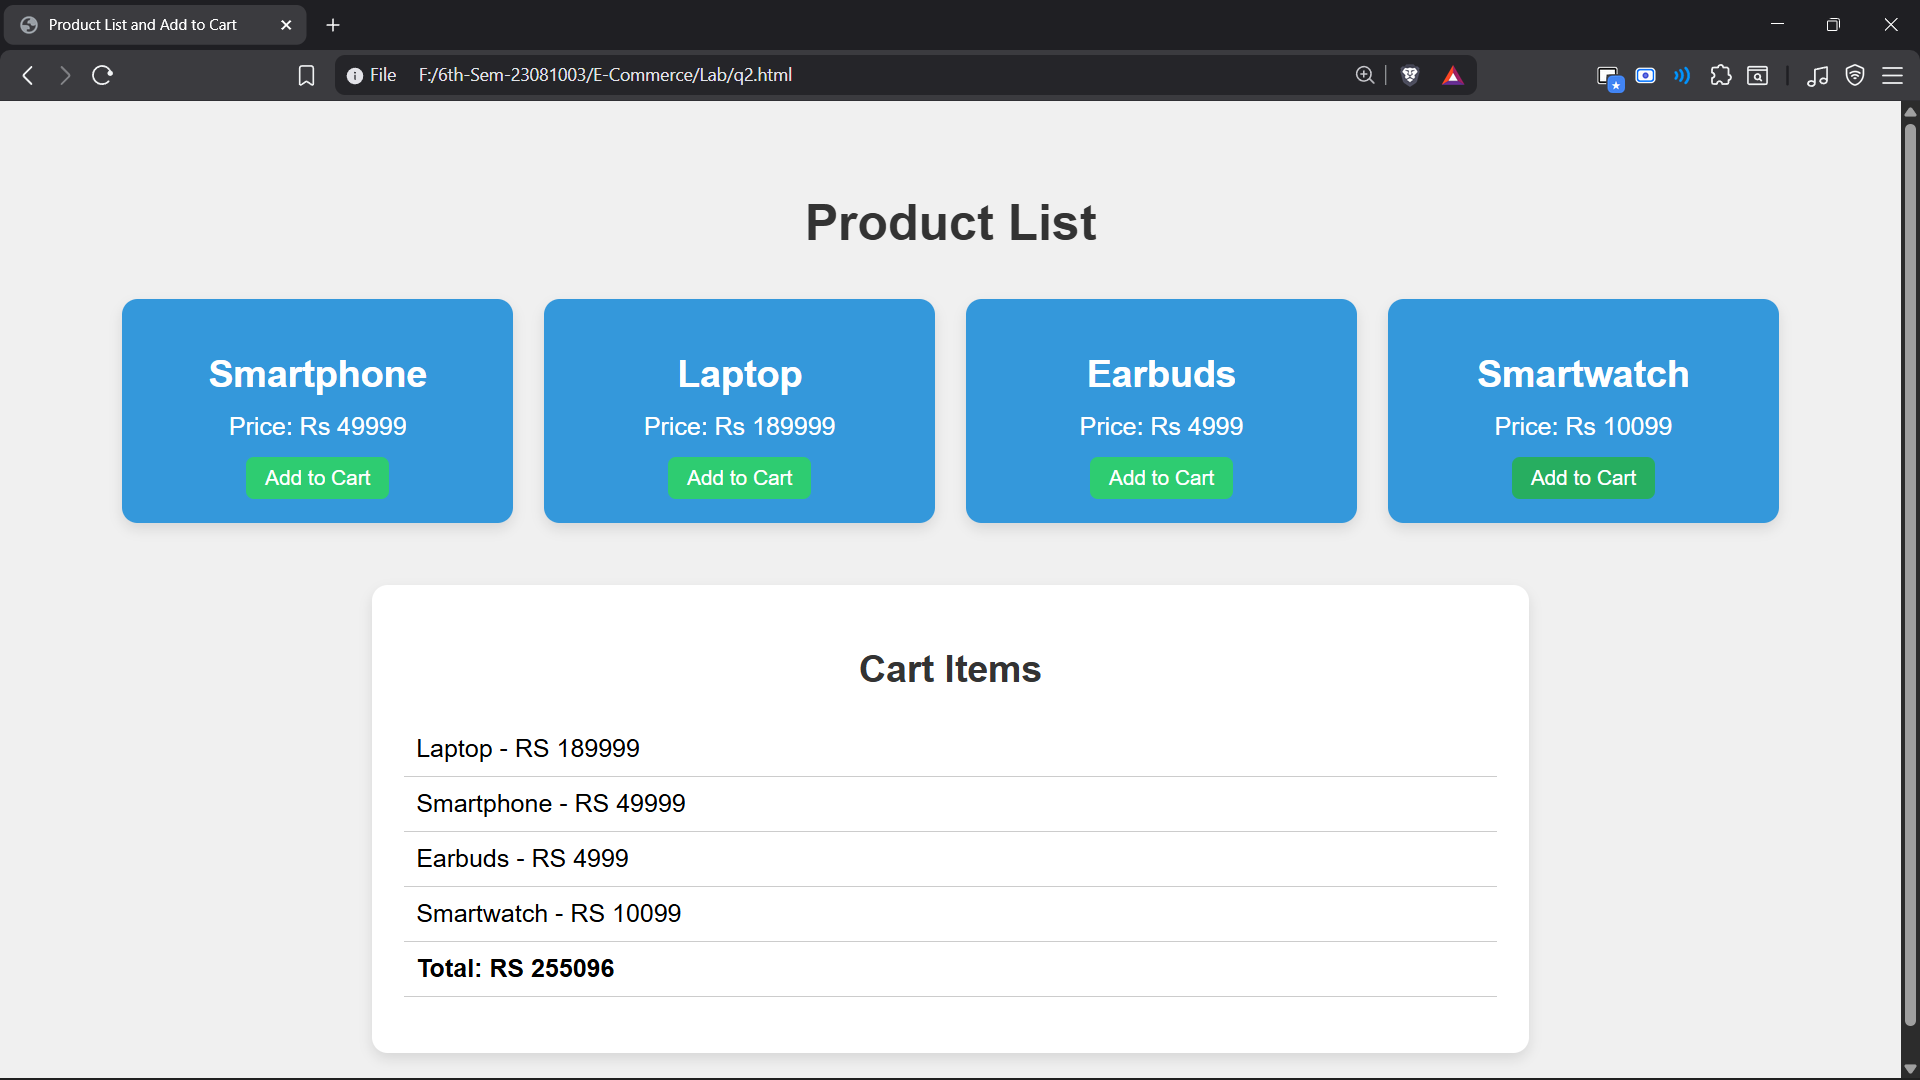 Product List and Add to Cart
File F:/6th-Sem-23081003/E-Commerce/Lab/q2.html
Product List
Smartphone
Price: Rs 49999
Add to Cart
Laptop
Price: Rs 189999
Add to Cart
Earbuds
Price: Rs 4999
Add to Cart
Smartwatch
Price: Rs 10099
Add to Cart
Cart Items
Laptop - RS 189999
Smartphone - RS 49999
Earbuds - RS 4999
Smartwatch - RS 10099
Total: RS 255096